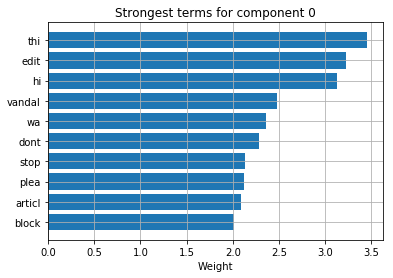 Strongest terms for component 0
thi
edit
hi
vandal
wa
dont
stop
plea
articl
block
0.0 0.5 1.0 1.5 2.0 2.5 3.0 3.5
Weight